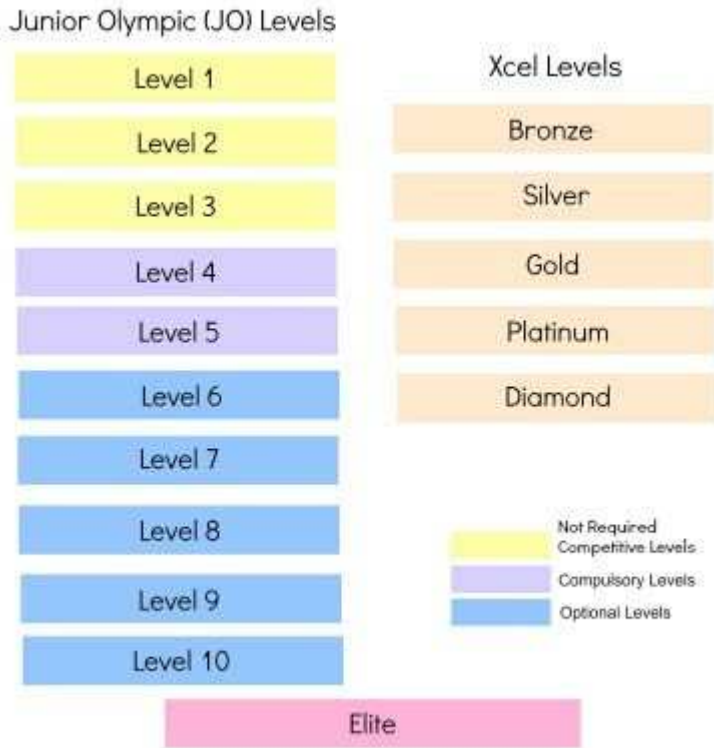 Junior Olympic (JO) Levels
Level 1
Level 2
Level 3
Level 4
Level 5
Level 6
Level 7
Level 8
Level 9
Level 10
Xcel Levels
Bronze
Silver
Gold
Platinum
Diamond
Not Required
Competitive Levels
Compulsory Levels
Optional Levels
Elite